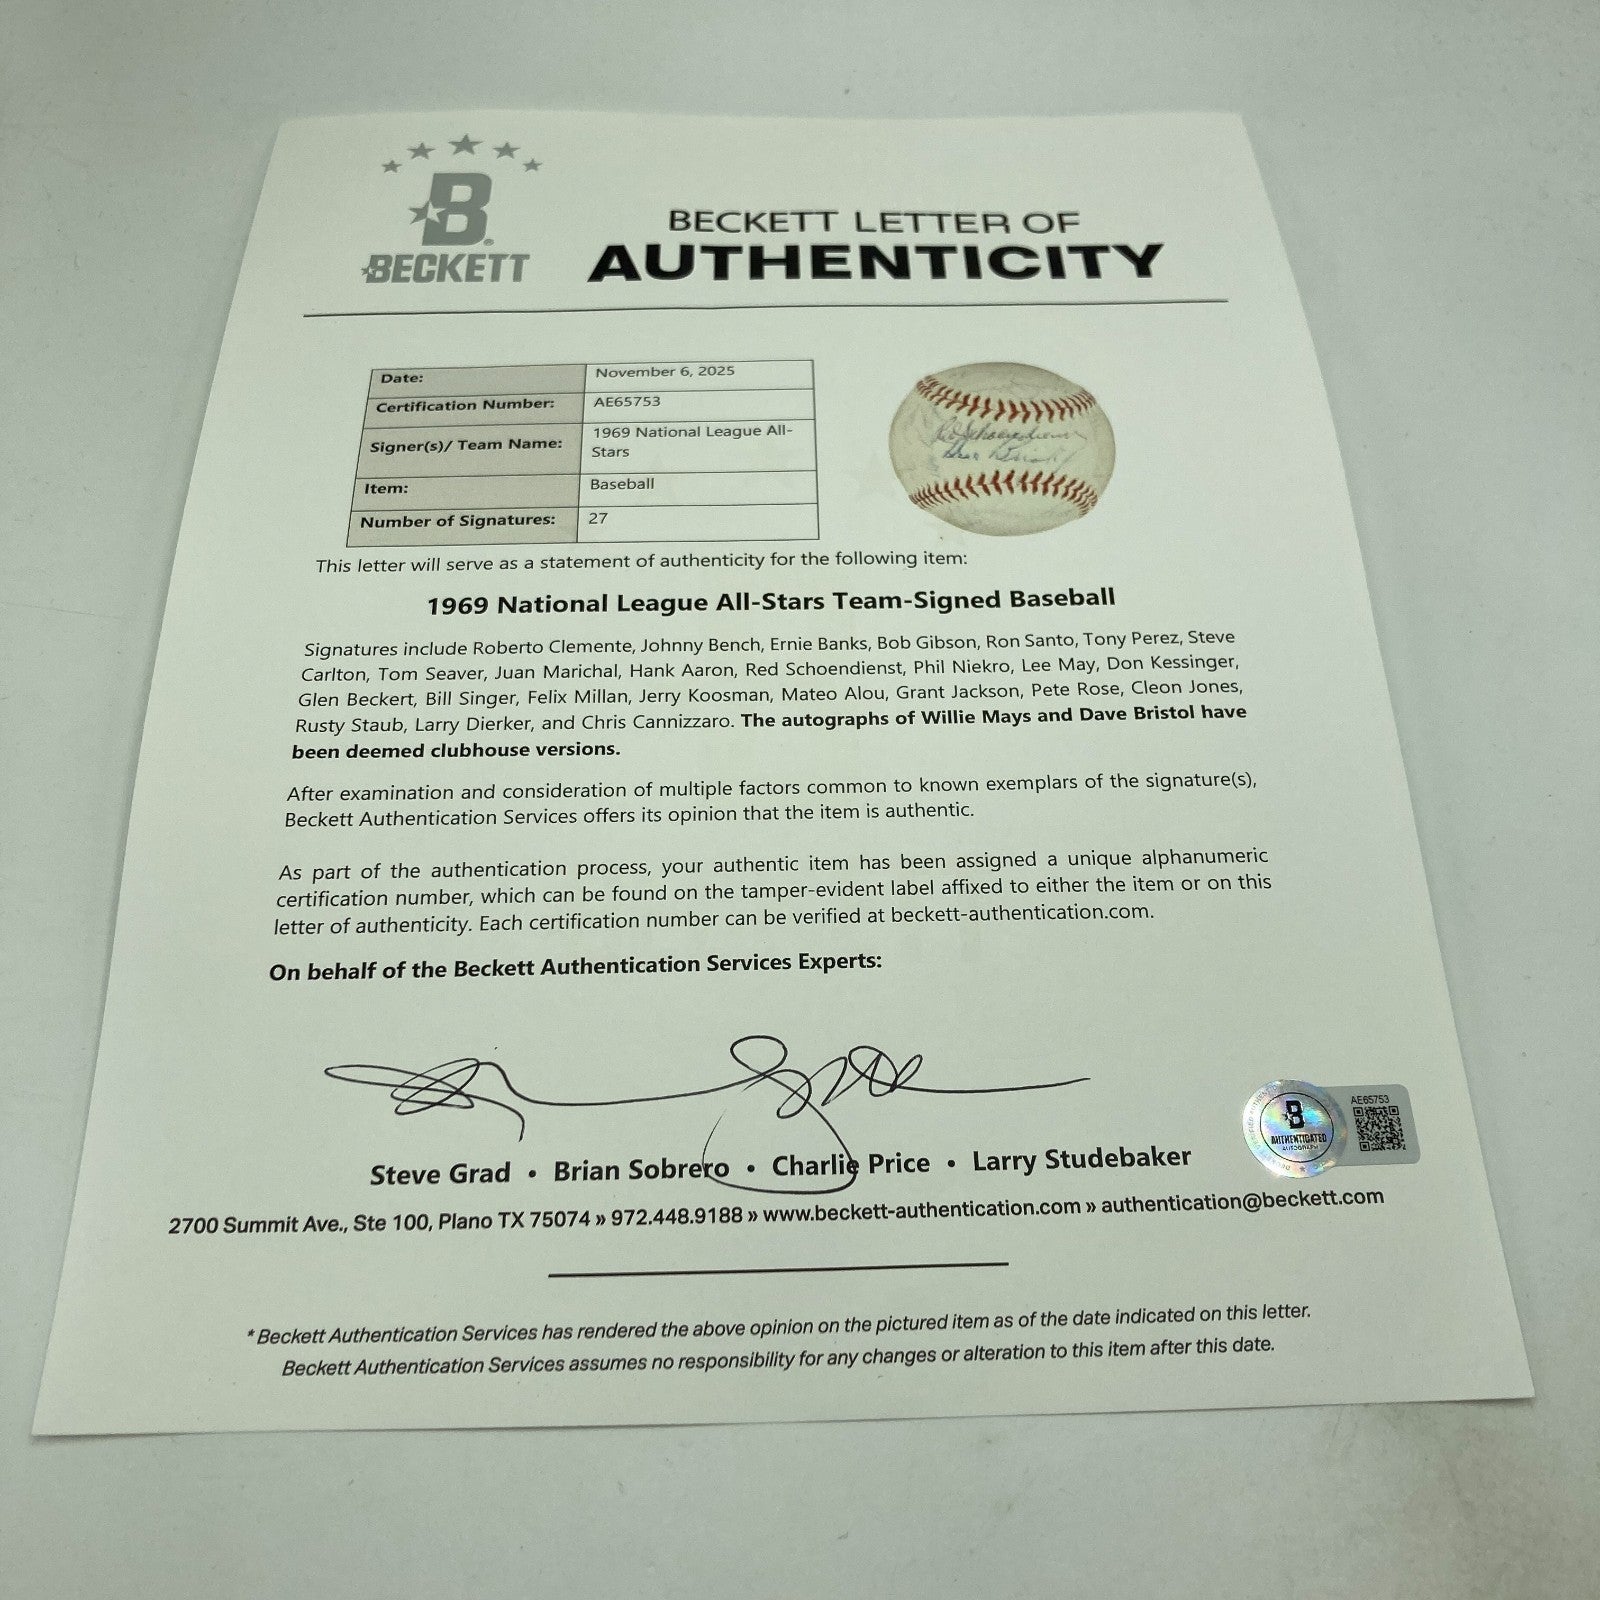 B
BECKETT
BECKETT LETTER OF
AUTHENTICITY
Date: November 6, 2025
Certification Number: AE65753
Signer(s)/ Team Name: 1969 National League All-
Stars
Item: Baseball
Number of Signatures: 27
This letter will serve as a statement of authenticity for the following item:
1969 National League All-Stars Team-Signed Baseball
Signatures include Roberto Clemente, Johnny Bench, Ernie Banks, Bob Gibson, Ron Santo, Tony Perez, Steve
Carlton, Tom Seaver, Juan Marichal, Hank Aaron, Red Schoendienst, Phil Niekro, Lee May, Don Kessinger,
Glen Beckert, Bill Singer, Felix Millan, Jerry Koosman, Mateo Alou, Grant Jackson, Pete Rose, Cleon Jones,
Rusty Staub, Larry Dierker, and Chris Cannizzaro. The autographs of Willie Mays and Dave Bristol have
been deemed clubhouse versions.
After examination and consideration of multiple factors common to known exemplars of the signature(s),
Beckett Authentication Services offers its opinion that the item is authentic.
As part of the authentication process, your authentic item has been assigned a unique alphanumeric
certification number, which can be found on the tamper-evident label affixed to either the item or on this
letter of authenticity. Each certification number can be verified at beckett-authentication.com.
On behalf of the Beckett Authentication Services Experts:
Steve Grad • Brian Sobrero • Charlie Price • Larry Studebaker
2700 Summit Ave., Ste 100, Plano TX 75074 » 972.448.9188 » www.beckett-authentication.com » authentication@beckett.com
AE65753
B
AUTHENTICATED
AUTOGRAPH
*Beckett Authentication Services has rendered the above opinion on the pictured item as of the date indicated on this letter.
Beckett Authentication Services assumes no responsibility for any changes or alteration to this item after this date.